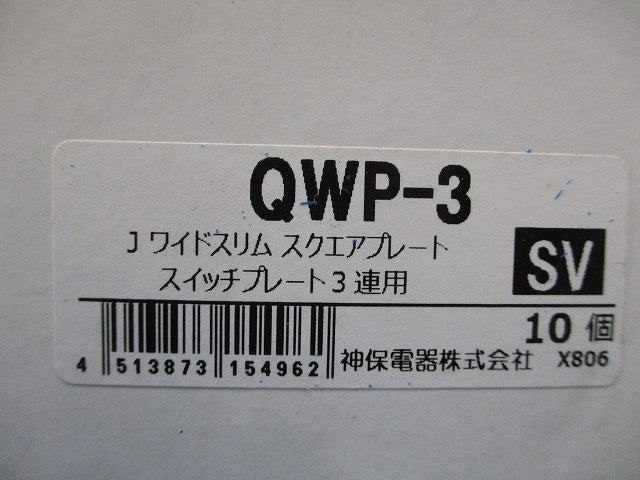 QWP-3
J ワイドスリム スクエアプレート
スイッチプレート3連用
SV
10個
4 513873 154962
神保電器株式会社 X806